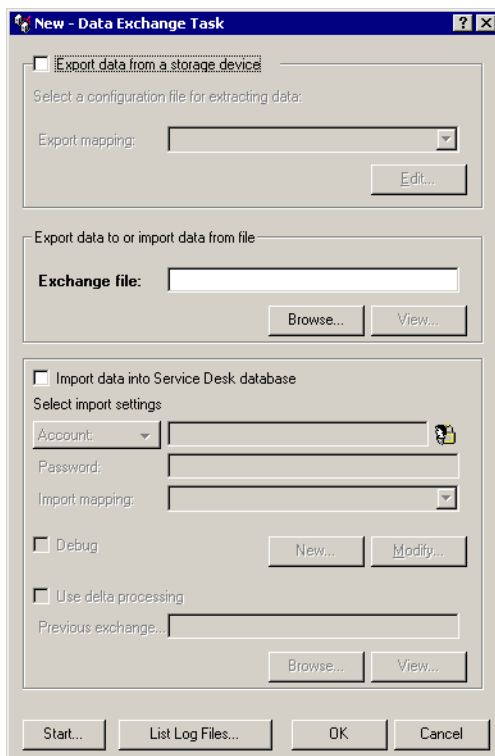 New - Data Exchange Task
Export data from a storage device
Select a configuration file for extracting data:
Export mapping:
Edit...
Export data to or import data from file
Exchange file:
Browse... View...
Import data into Service Desk database
Select import settings
Account:
Password:
Import mapping:
Debug New... Modify...
Use delta processing
Previous exchange...
Browse... View...
Start... List Log Files... OK Cancel